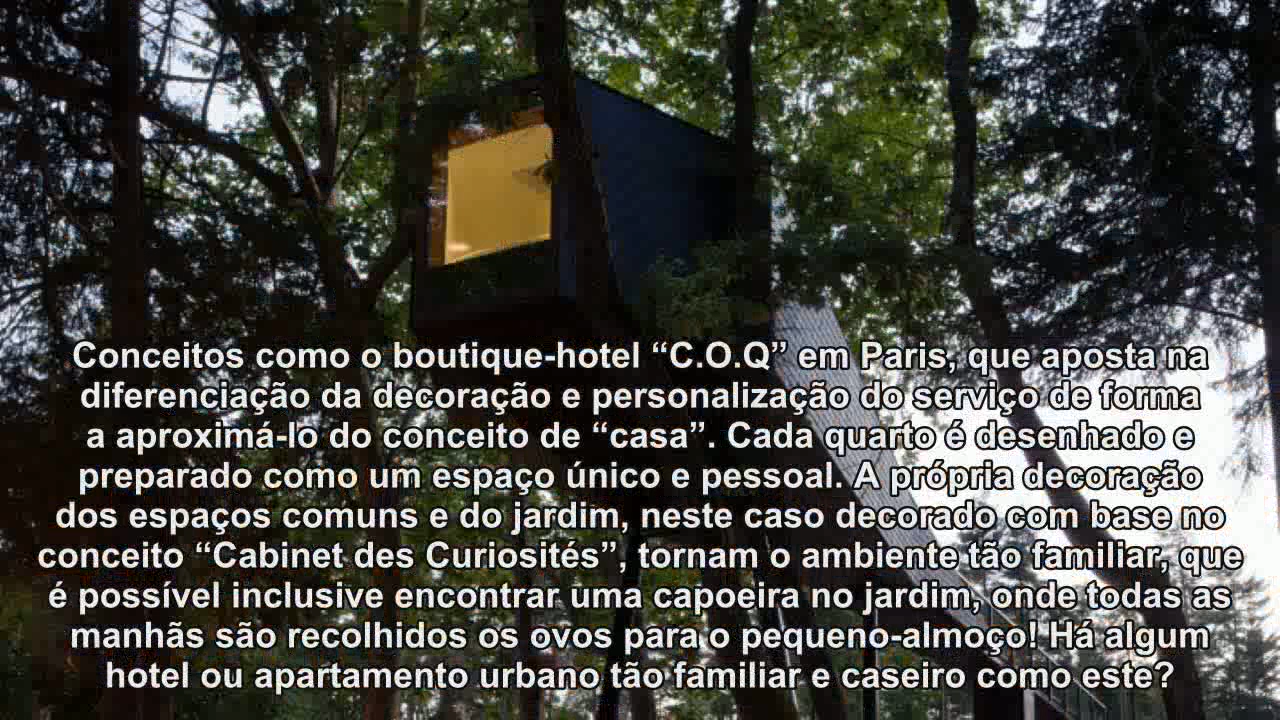 Conceitos como o boutique-hotel “C.O.Q” em Paris, que aposta na
diferenciação da decoração e personalização do serviço de forma
a aproximá-lo do conceito de “casa”. Cada quarto é desenhado e
preparado como um espaço único e pessoal. A própria decoração
dos espaços comuns e do jardim, neste caso decorado com base no
conceito “Cabinet des Curiosités”, tornam o ambiente tão familiar, que
é possível inclusive encontrar uma capoeira no jardim, onde todas as
manhãs são recolhidos os ovos para o pequeno-almoço! Há algum
hotel ou apartamento urbano tão familiar e caseiro como este?